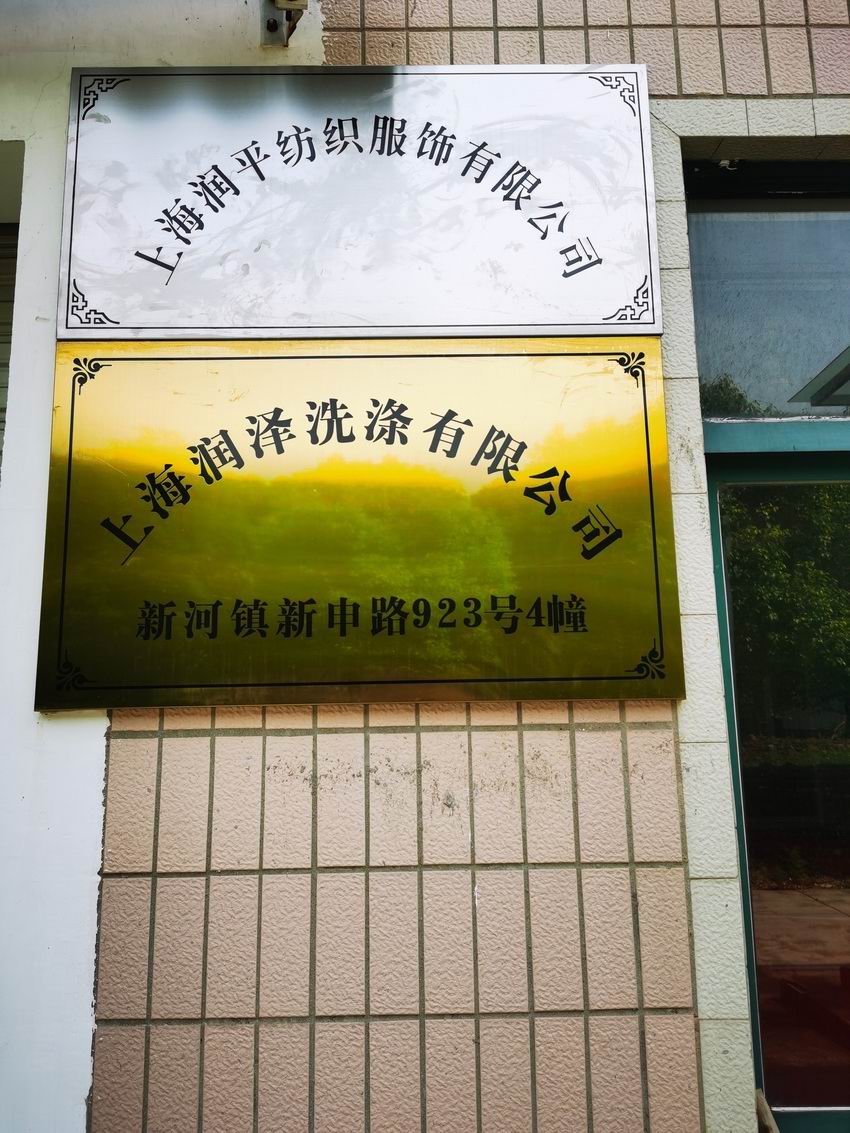 上海润平纺织服饰有限公司
上海润泽洗涤有限公司
新河镇新申路923号4幢